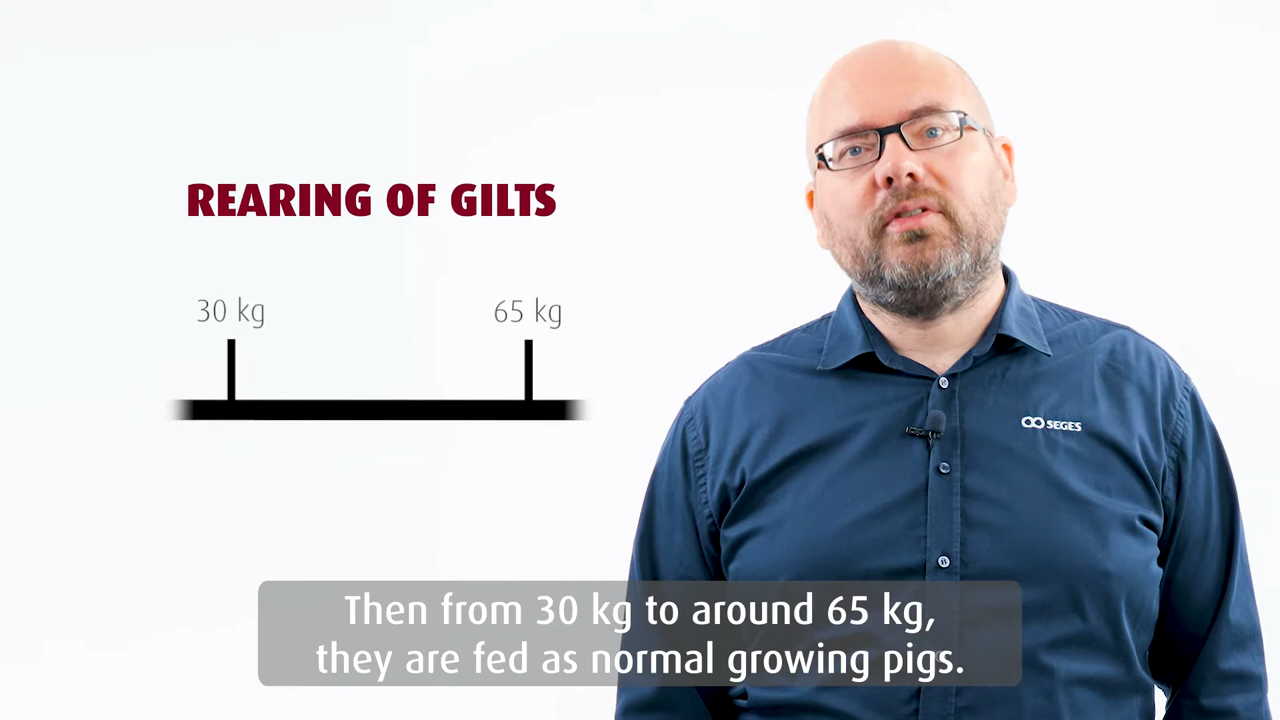 REARING OF GILTS
30 kg
65 kg
SEGES
Then from 30 kg to around 65 kg,
they are fed as normal growing pigs.